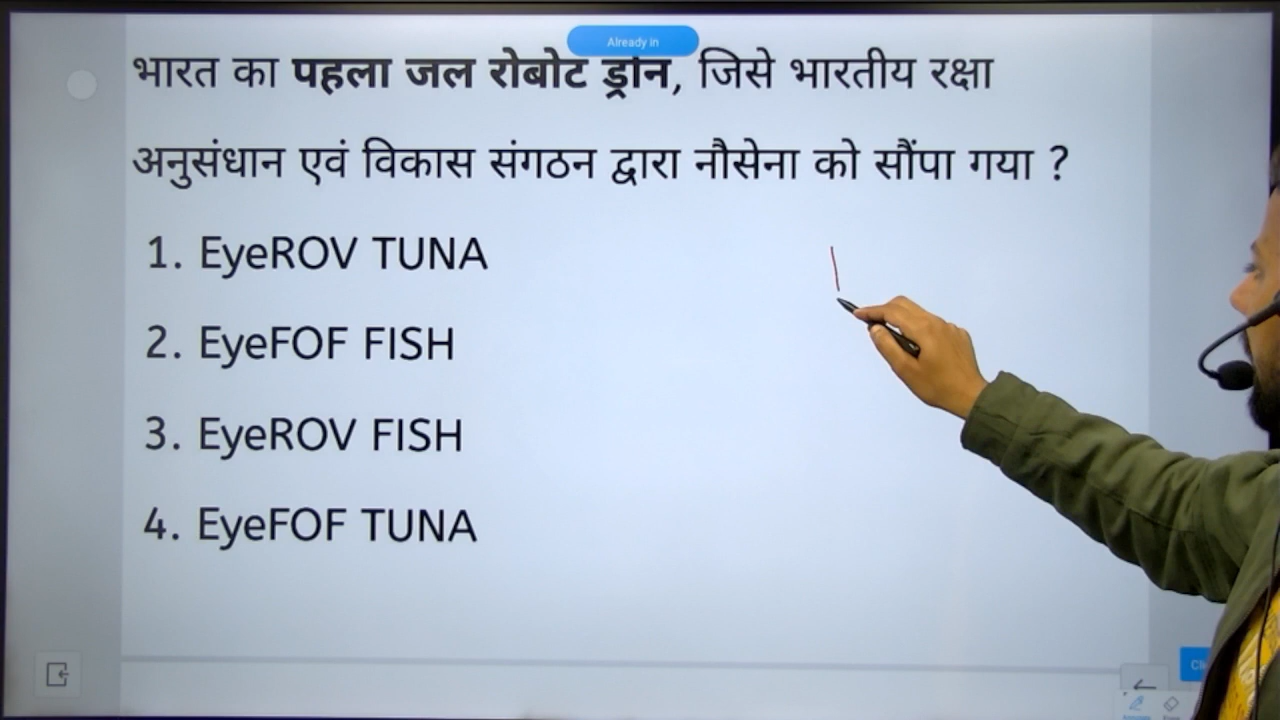 Already in
भारत का पहला जल रोबोट ड्रोन, जिसे भारतीय रक्षा
अनुसंधान एवं विकास संगठन द्वारा नौसेना को सौंपा गया ?
1. EyeROV TUNA
2. EyeFOF FISH
3. EyeROV FISH
4. EyeFOF TUNA